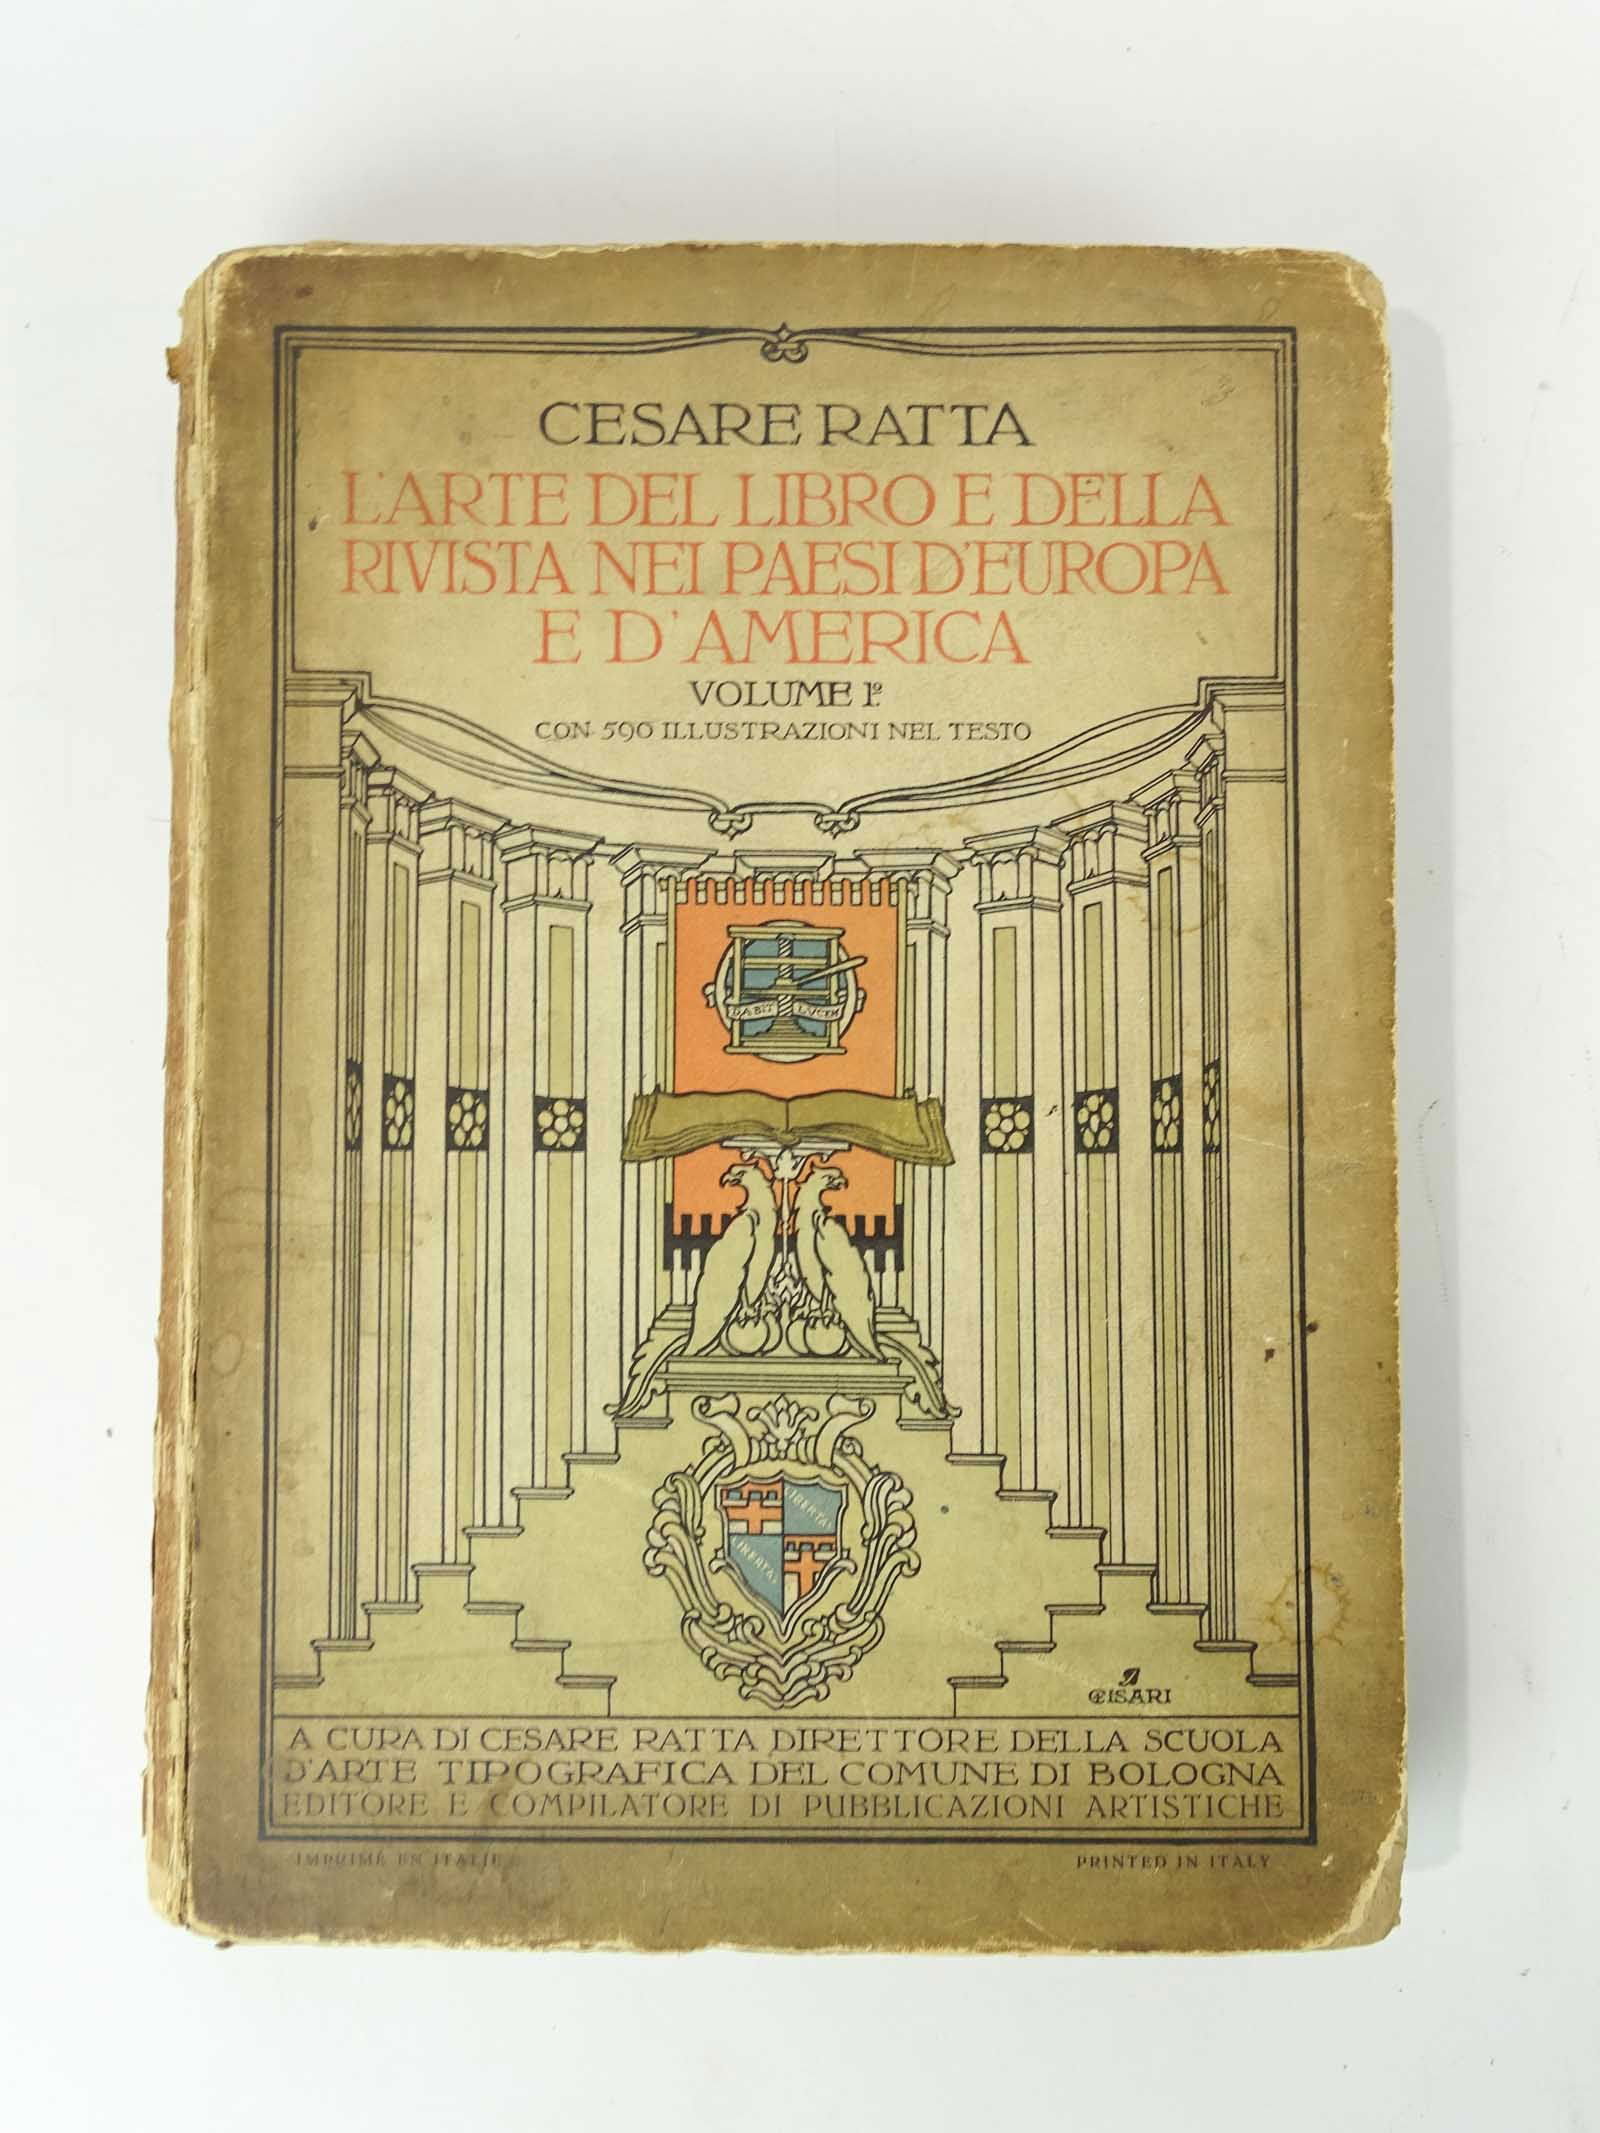 CESARE RATTA
L'ARTE DEL LIBRO E DELLA
RIVISTA NEI PAESI D'EUROPA
E D'AMERICA
VOLUME 1º.
CON 590 ILLUSTRAZIONI NEL TESTO
DABIT LVCEM
LIBERTAS
LIBERTAS
CISARI
A CURA DI CESARE RATTA DIRETTORE DELLA SCUOLA
D'ARTE TIPOGRAFICA DEL COMUNE DI BOLOGNA
EDITORE E COMPILATORE DI PUBBLICAZIONI ARTISTICHE
IMPRIMÉ EN ITALIE
PRINTED IN ITALY